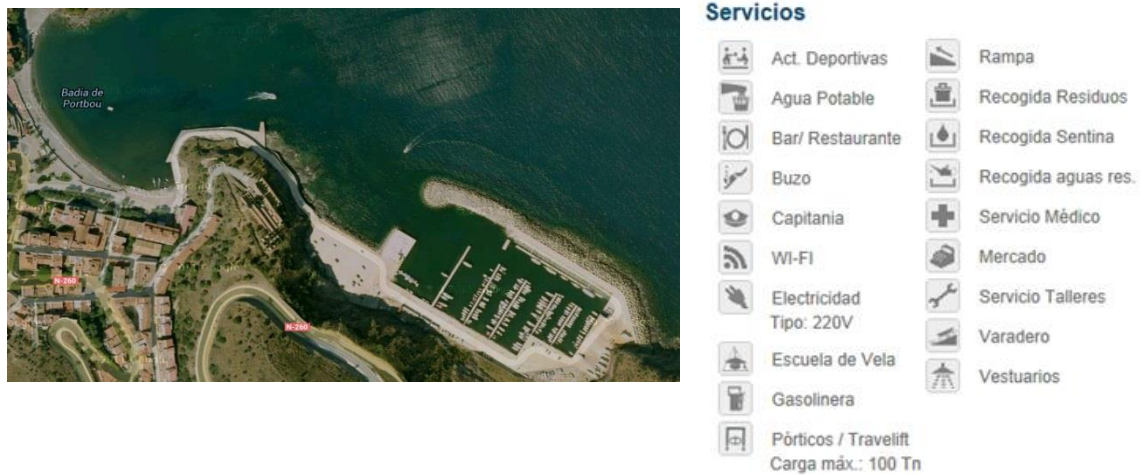 Badia de
Portbou
N-260
N-260
Servicios
Act. Deportivas
Agua Potable
Bar/ Restaurante
Buzo
Capitania
WI-FI
Electricidad
Tipo: 220V
Escuela de Vela
Gasolinera
Pórticos / Travelift
Carga máx.: 100 Tn
Rampa
Recogida Residuos
Recogida Sentina
Recogida aguas res.
Servicio Médico
Mercado
Servicio Talleres
Varadero
Vestuarios